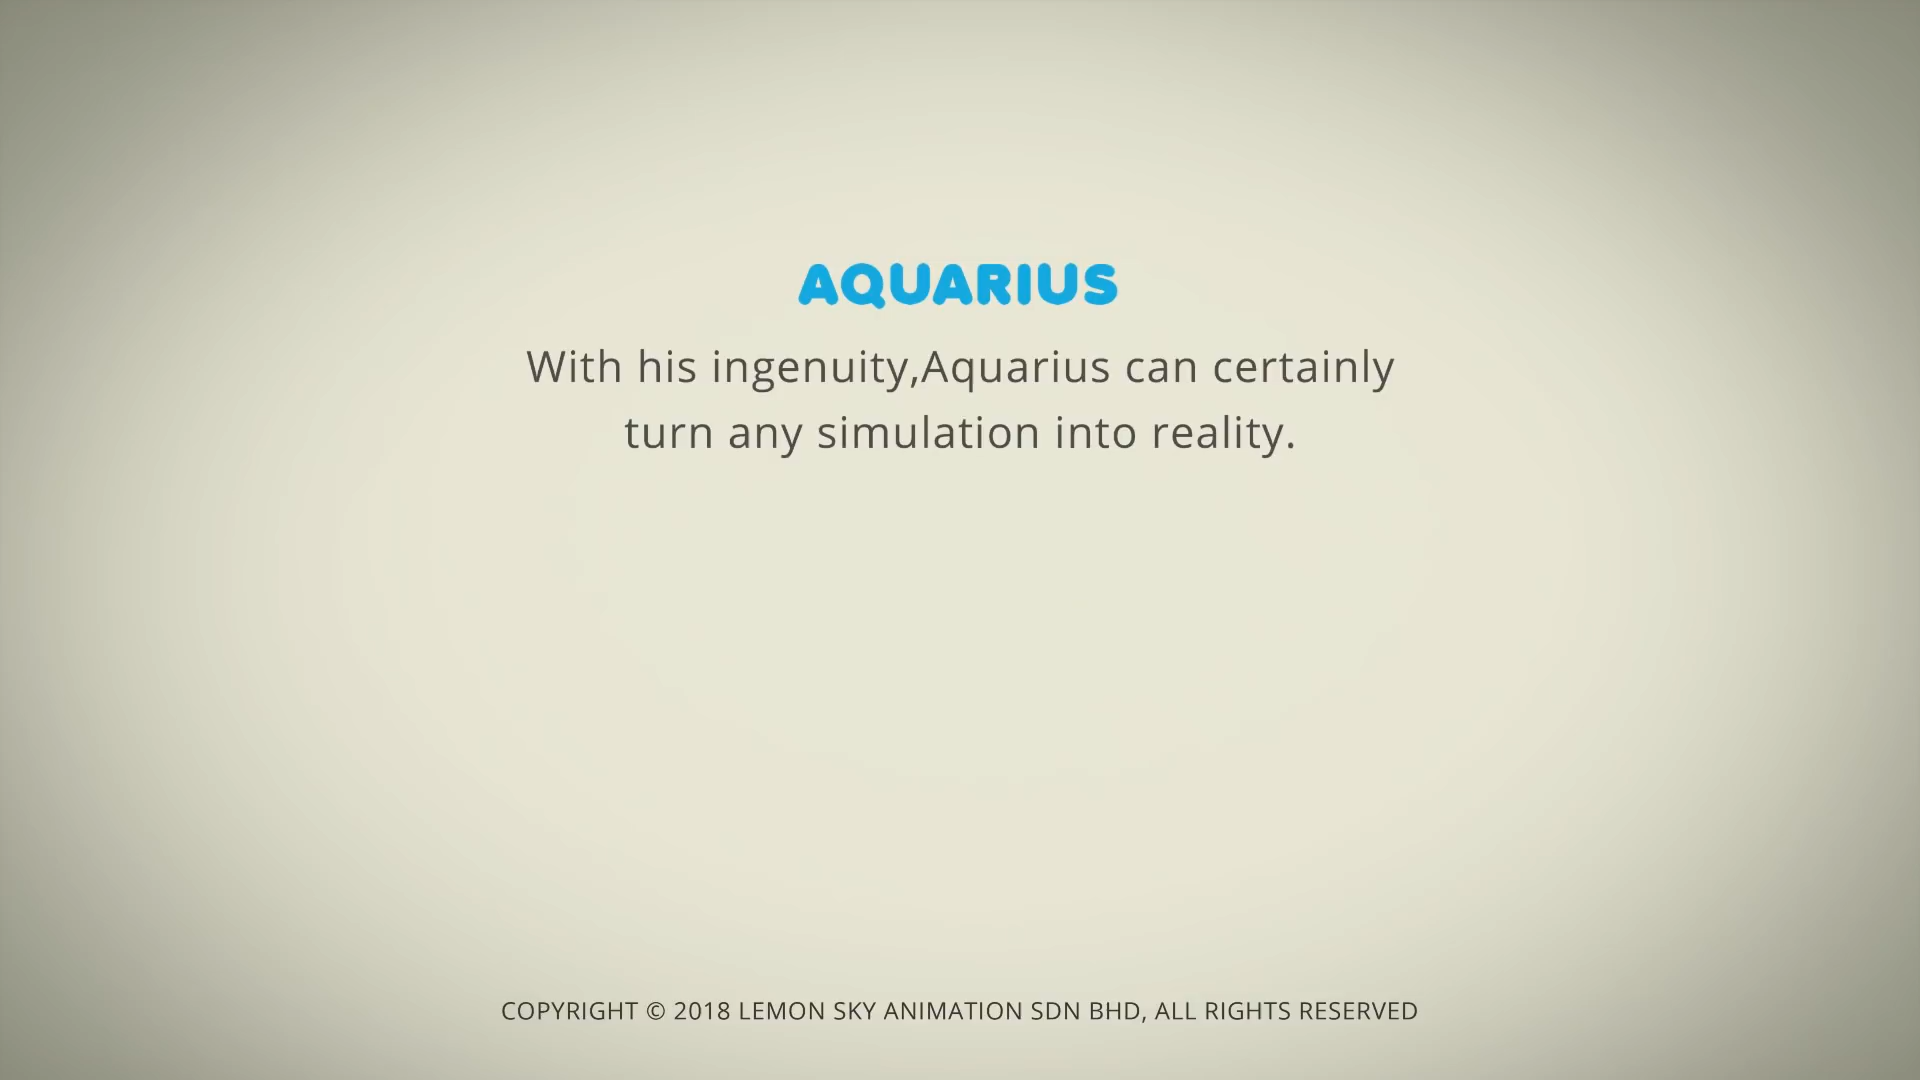 AQUARIUS
With his ingenuity,Aquarius can certainly
turn any simulation into reality.
COPYRIGHT © 2018 LEMON SKY ANIMATION SDN BHD, ALL RIGHTS RESERVED